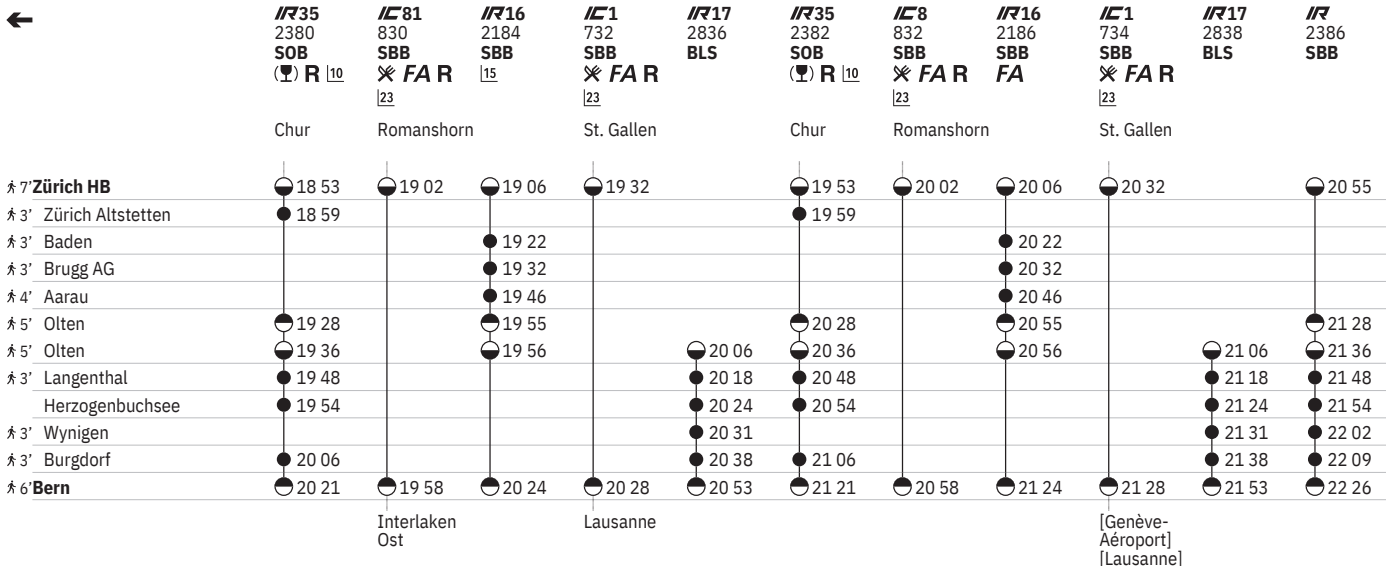 ← IR35 IC81 IR16 IC1 IR17 IR35 IC8 IR16 IC1 IR17 IR
2380 830 2184 732 2836 2382 832 2186 734 2838 2386
SOB SBB SBB SBB BLS SOB SBB SBB SBB BLS SBB
R 10 FA R 15 FA R R 10 FA R FA FA R
23 23 23 23
Chur Romanshorn St. Gallen Chur Romanshorn St. Gallen
7’ Zürich HB 18 53 19 02 19 06 19 32 19 53 20 02 20 06 20 32 20 55
3’ Zürich Altstetten 18 59 19 59
3’ Baden 19 22 20 22
3’ Brugg AG 19 32 20 32
4’ Aarau 19 46 20 46
5’ Olten 19 28 19 55 20 28 20 55 21 28
5’ Olten 19 36 19 56 20 06 20 36 20 56 21 06 21 36
3’ Langenthal 19 48 20 18 20 48 21 18 21 48
Herzogenbuchsee 19 54 20 24 20 54 21 24 21 54
3’ Wynigen 20 31 21 31 22 02
3’ Burgdorf 20 06 20 38 21 06 21 38 22 09
6’ Bern 20 21 19 58 20 24 20 28 20 53 21 21 20 58 21 24 21 28 21 53 22 26
Interlaken Lausanne [Genève-
Ost Aéroport]
[Lausanne]